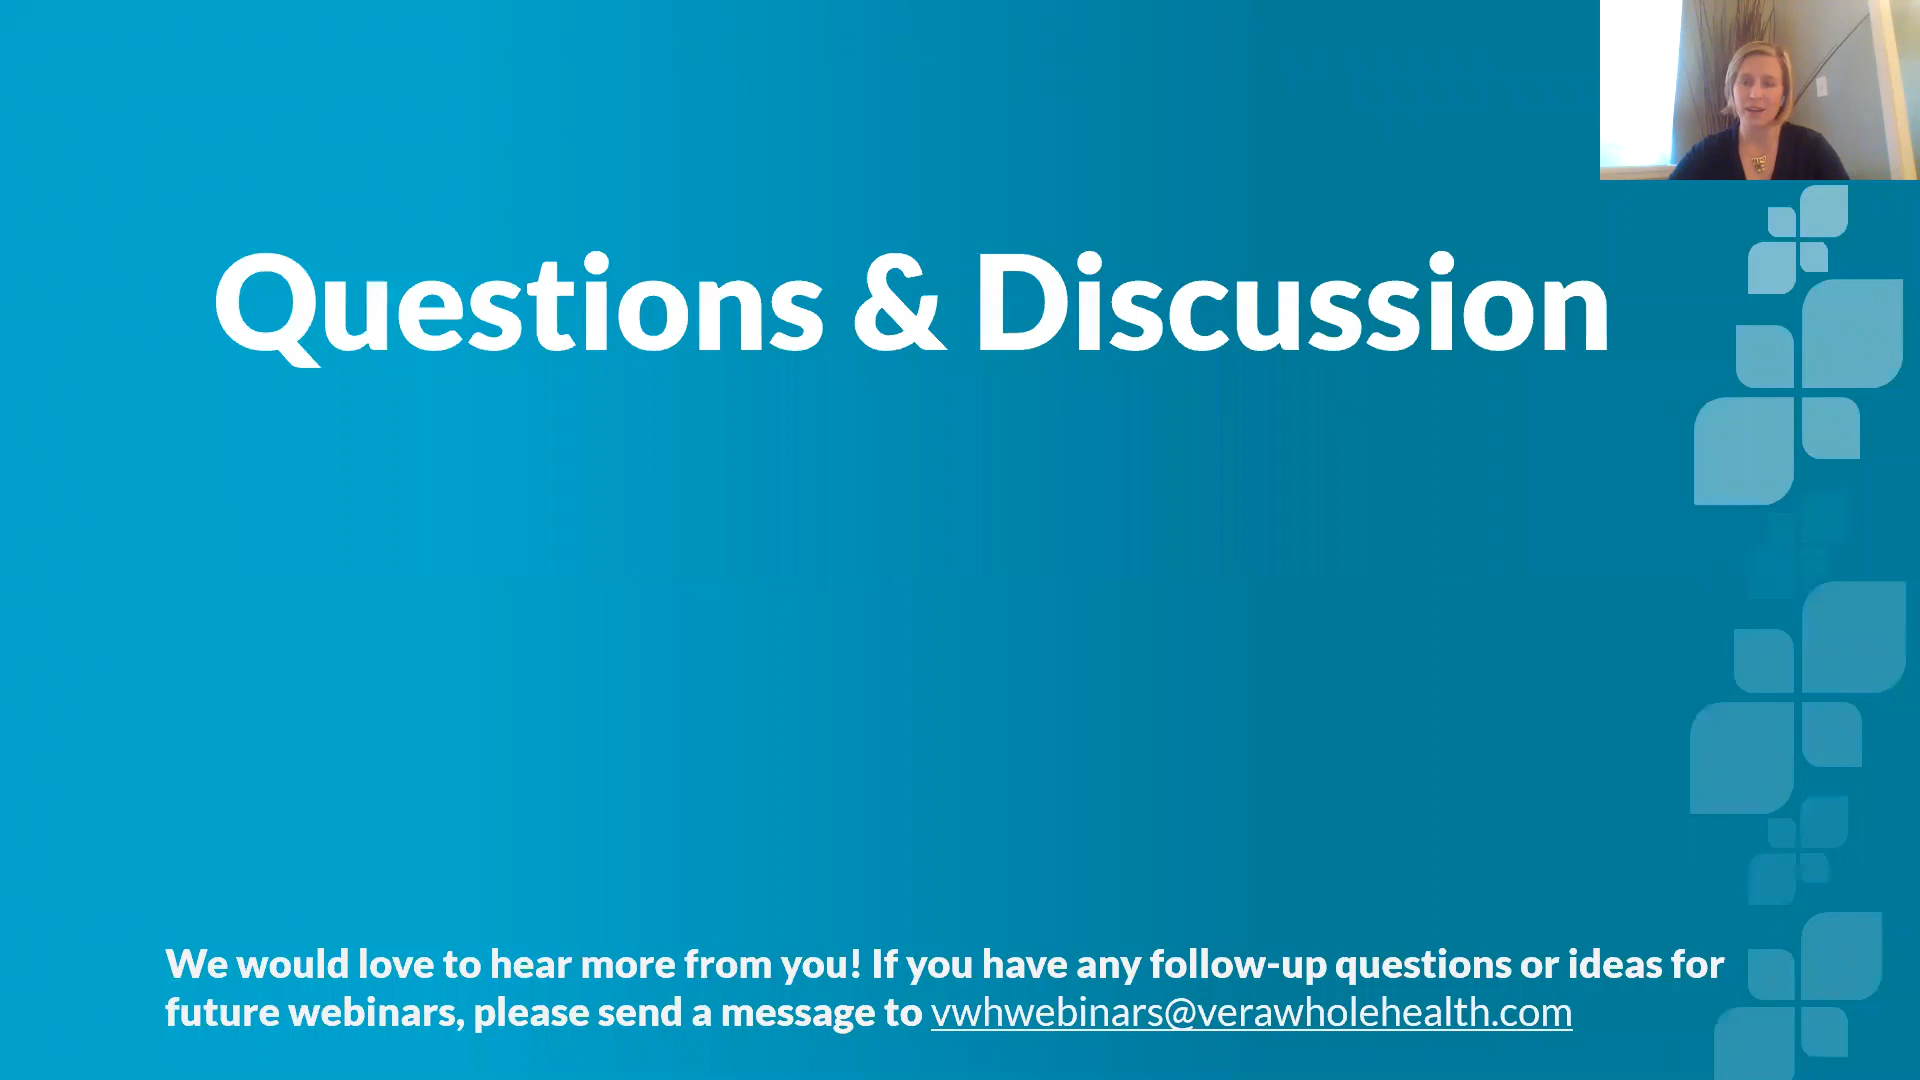 Questions & Discussion
We would love to hear more from you! If you have any follow-up questions or ideas for
future webinars, please send a message to vwhwebinars@verawholehealth.com